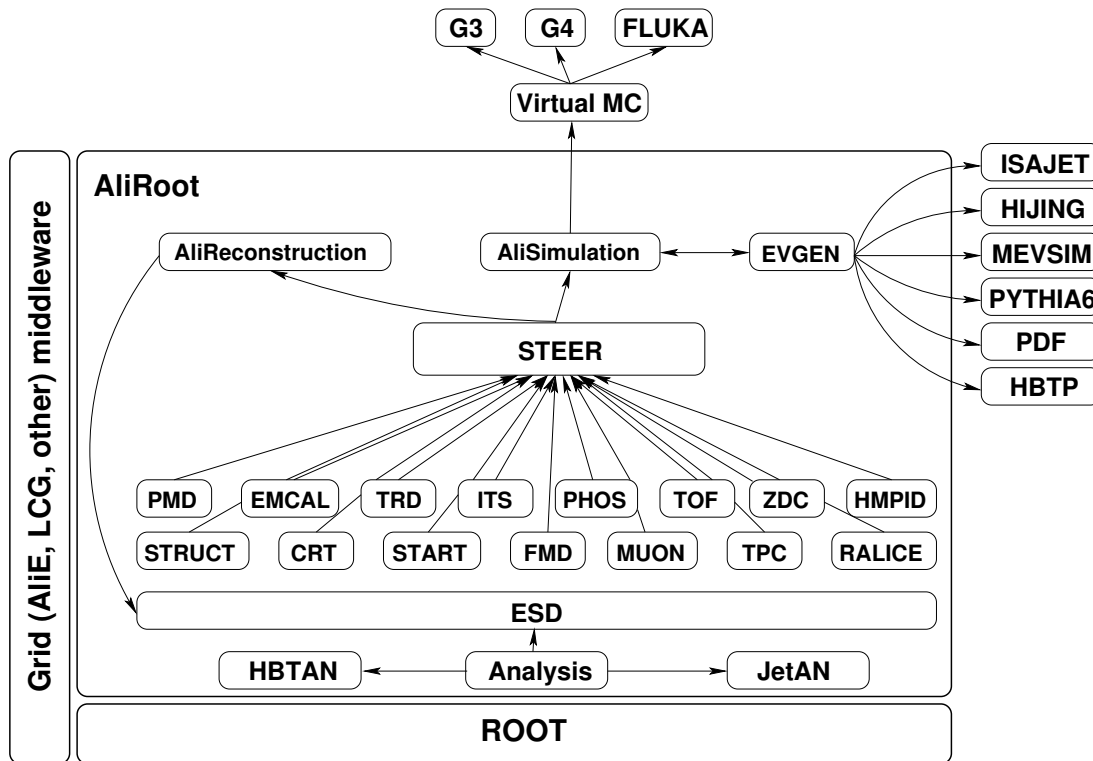 G3
G4
FLUKA
Virtual MC
Grid (AliE, LCG, other) middleware
AliRoot
ISAJET
HIJING
MEVSIM
PYTHIA6
PDF
HBTP
AliReconstruction
AliSimulation
EVGEN
STEER
PMD
EMCAL
TRD
ITS
PHOS
TOF
ZDC
HMPID
STRUCT
CRT
START
FMD
MUON
TPC
RALICE
ESD
HBTAN
Analysis
JetAN
ROOT